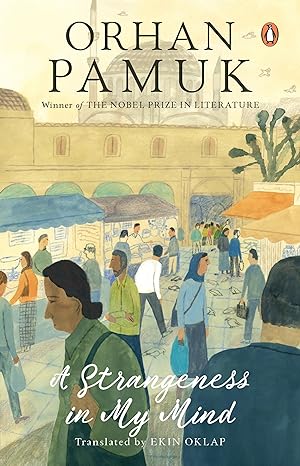 ORHAN
PAMUK
Winner of THE NOBEL PRIZE IN LITERATURE
A Strangeness
in My Mind
Translated by EKIN OKLAP